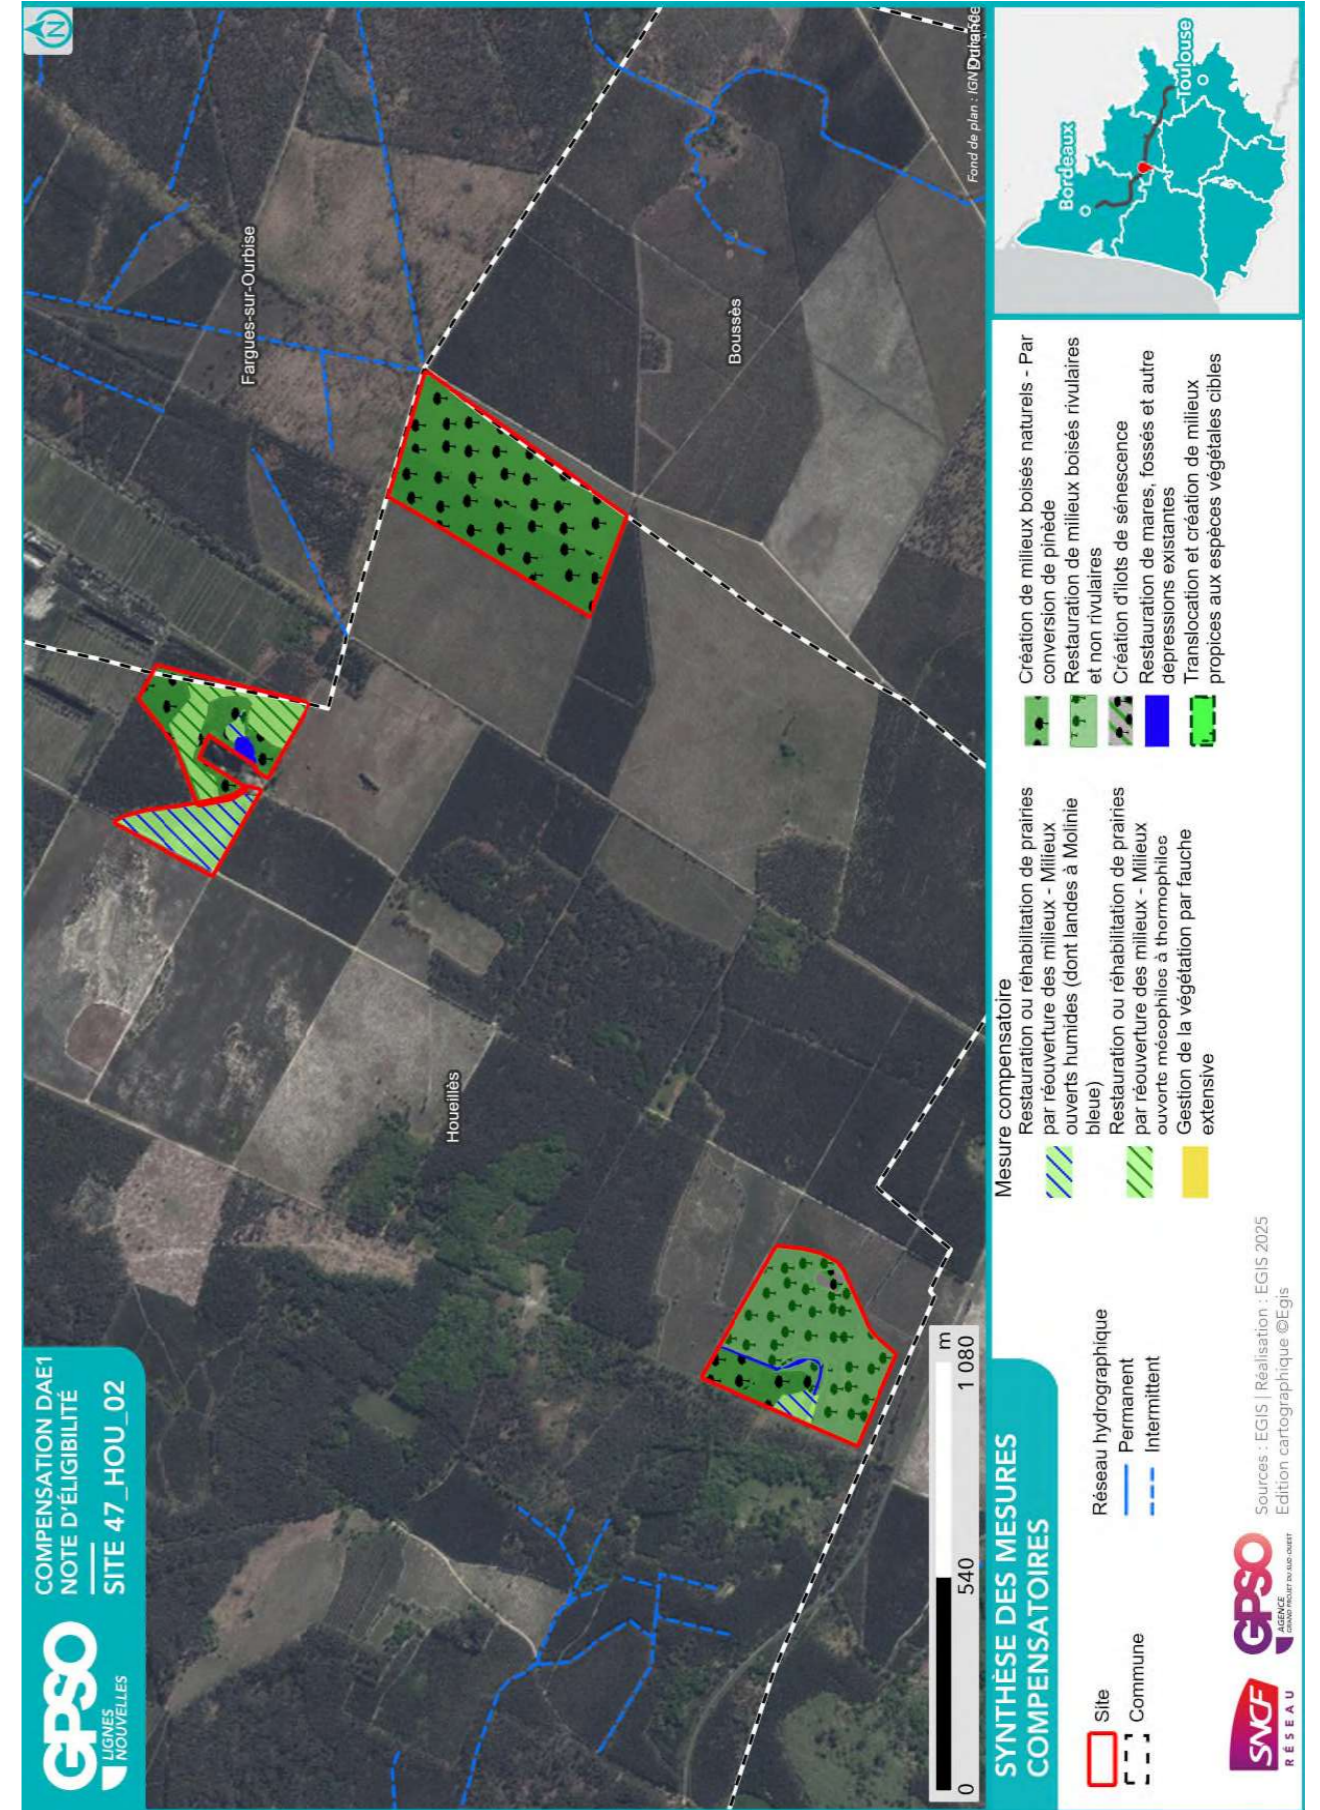 GPSO
LIGNES
NOUVELLES
COMPENSATION DAE1
NOTE D'ÉLIGIBILITÉ
SITE 47_HOU_02
N
Fargues-sur-Ourbise
Houeillès
Boussès
Durance
Fond de plan : IGN
0 540 1 080 m
SYNTHÈSE DES MESURES
COMPENSATOIRES
Site
Commune
Réseau hydrographique
Permanent
Intermittent
Mesure compensatoire
Restauration ou réhabilitation de prairies
par réouverture des milieux - Milieux
ouverts humides (dont landes à Molinie
bleue)
Restauration ou réhabilitation de prairies
par réouverture des milieux - Milieux
ouverts mésophiles à thermophiles
Gestion de la végétation par fauche
extensive
Création de milieux boisés naturels - Par
conversion de pinède
Restauration de milieux boisés rivulaires
et non rivulaires
Création d'ilots de sénescence
Restauration de mares, fossés et autre
dépressions existantes
Translocation et création de milieux
propices aux espèces végétales cibles
Bordeaux
Toulouse
SNCF
RÉSEAU
GPSO
AGENCE
GRAND PROJET DU SUD-OUEST
Sources : EGIS | Réalisation : EGIS 2025
Edition cartographique ©Egis